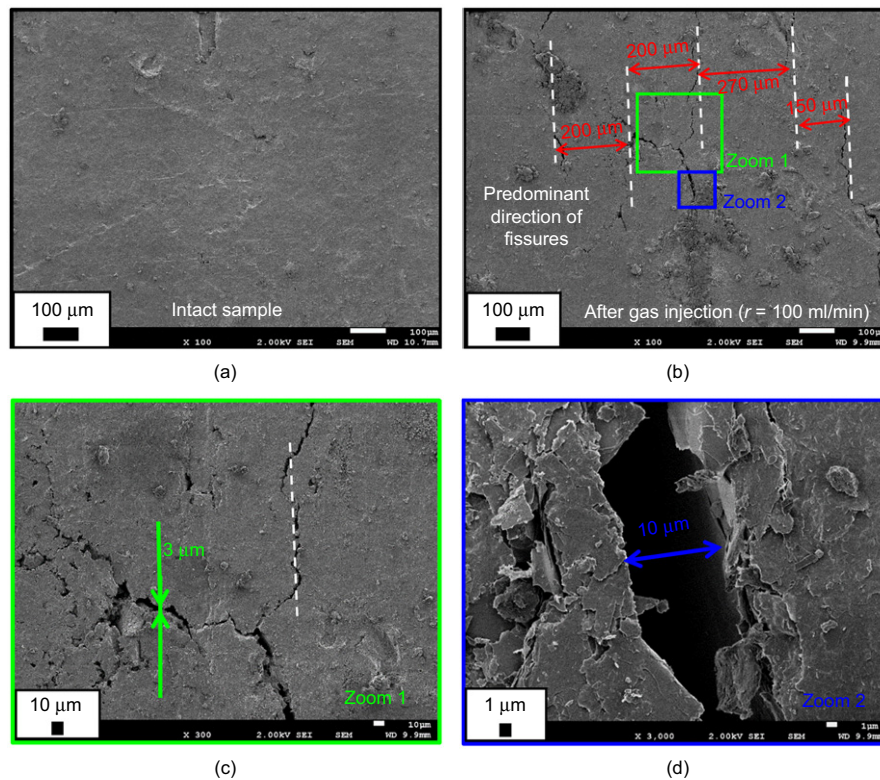 100 μm
Intact sample
100μm
X 100 2.00kV SEI SEM WD 10.7mm
(a)
200 μm
270 μm
150 μm
200 μm
Zoom 1
Predominant
direction of
fissures
Zoom 2
100 μm
After gas injection (r = 100 ml/min)
100μm
X 100 2.00kV SEI SEM WD 9.9mm
(b)
3 μm
10 μm
Zoom 1
10μm
X 300 2.00kV SEI SEM WD 9.9mm
(c)
10 μm
1 μm
Zoom 2
1μm
X 3,000 2.00kV SEI SEM WD 9.9mm
(d)